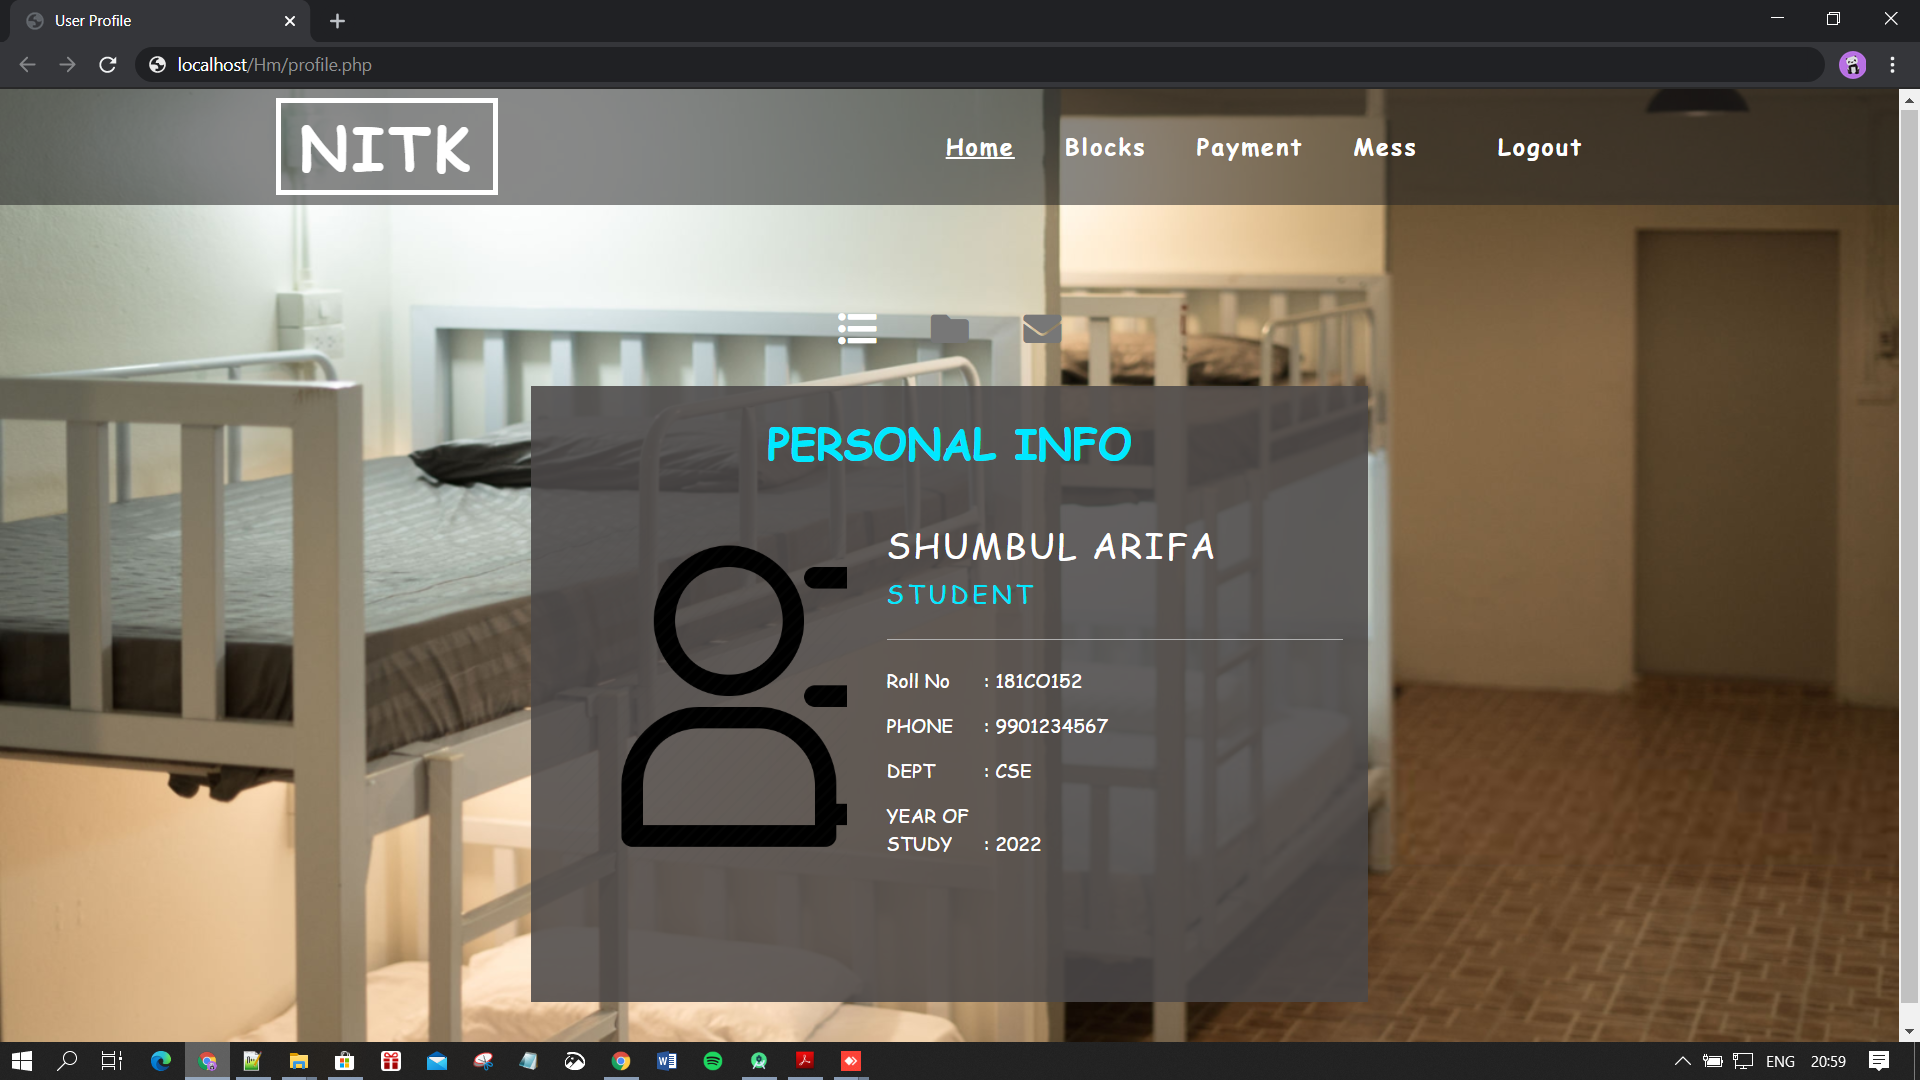 User Profile
localhost/Hm/profile.php
NITK
Home Blocks Payment Mess Logout
PERSONAL INFO
SHUMBUL ARIFA
STUDENT
Roll No : 181CO152
PHONE : 9901234567
DEPT : CSE
YEAR OF
STUDY : 2022
ENG 20:59